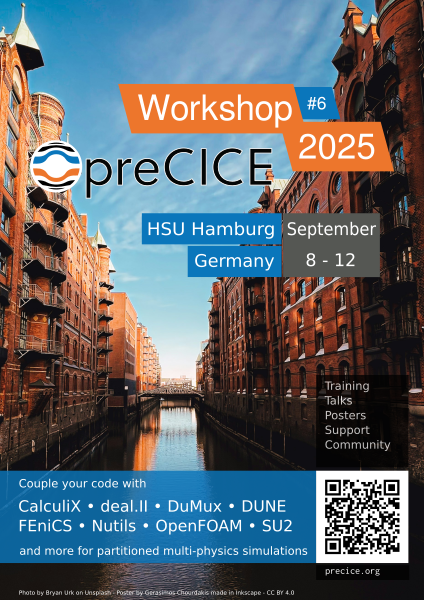 Workshop #6
2025
preCICE
HSU Hamburg September
Germany 8 - 12
Training
Talks
Posters
Support
Community
Couple your code with
CalculiX • deal.II • DuMux • DUNE
FEniCS • Nutils • OpenFOAM • SU2
and more for partitioned multi-physics simulations
precice.org
Photo by Bryan Urk on Unsplash - Poster by Gerasimos Chourdakis made in Inkscape - CC BY 4.0